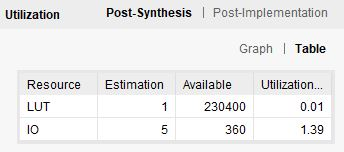 Utilization Post-Synthesis | Post-Implementation
Graph | Table
Resource Estimation Available Utilization...
LUT 1 230400 0.01
IO 5 360 1.39